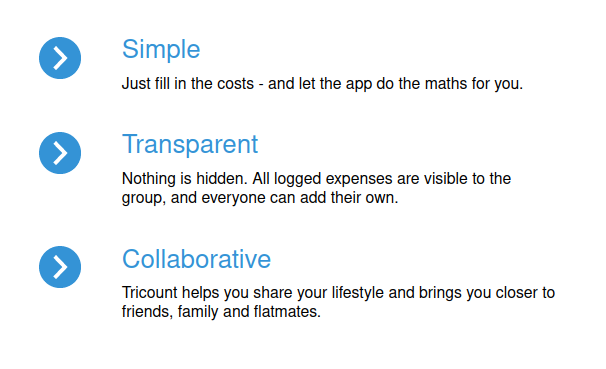 Simple
Just fill in the costs - and let the app do the maths for you.
Transparent
Nothing is hidden. All logged expenses are visible to the
group, and everyone can add their own.
Collaborative
Tricount helps you share your lifestyle and brings you closer to
friends, family and flatmates.